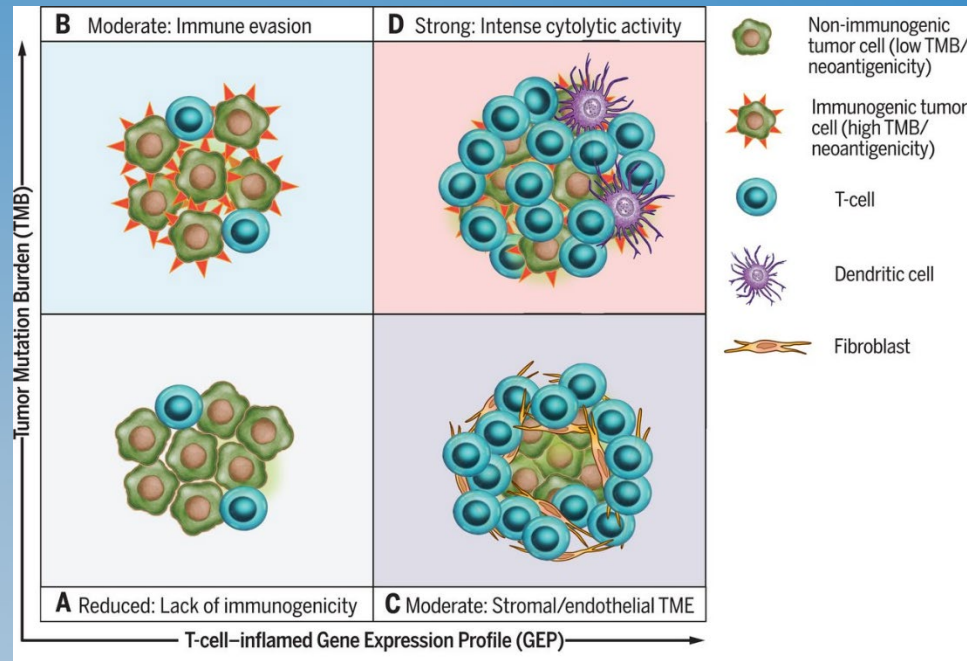 B Moderate: Immune evasion
D Strong: Intense cytolytic activity
Tumor Mutation Burden (TMB)
A Reduced: Lack of immunogenicity
C Moderate: Stromal/endothelial TME
T-cell–inflamed Gene Expression Profile (GEP)
Non-immunogenic
tumor cell (low TMB/
neoantigenicity)
Immunogenic tumor
cell (high TMB/
neoantigenicity)
T-cell
Dendritic cell
Fibroblast